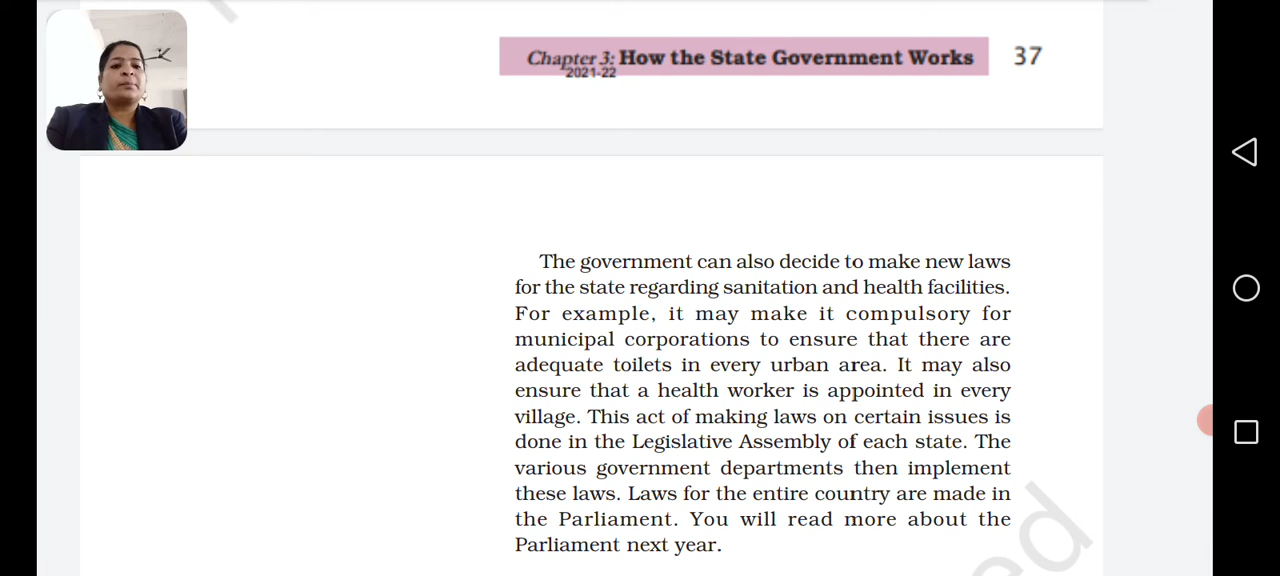 Chapter 3: How the State Government Works 37
2021-22
The government can also decide to make new laws
for the state regarding sanitation and health facilities.
For example, it may make it compulsory for
municipal corporations to ensure that there are
adequate toilets in every urban area. It may also
ensure that a health worker is appointed in every
village. This act of making laws on certain issues is
done in the Legislative Assembly of each state. The
various government departments then implement
these laws. Laws for the entire country are made in
the Parliament. You will read more about the
Parliament next year.